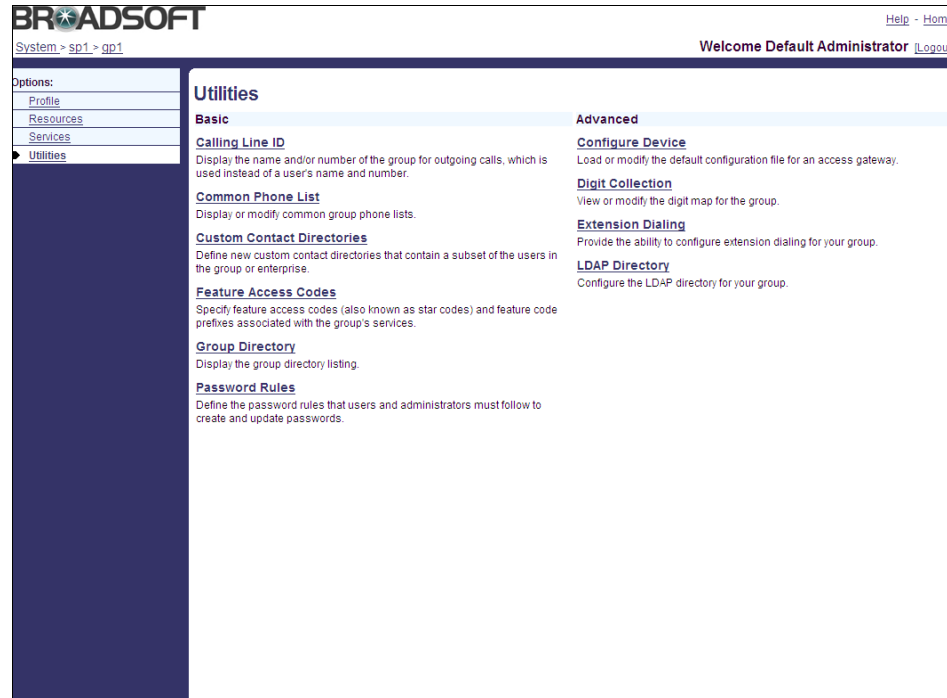 BROADSOFT
Help - Hom
System > sp1 > gp1
Welcome Default Administrator [Logou
Options:
Profile
Resources
Services
Utilities
Utilities
Basic
Calling Line ID
Display the name and/or number of the group for outgoing calls, which is
used instead of a user's name and number.
Common Phone List
Display or modify common group phone lists.
Custom Contact Directories
Define new custom contact directories that contain a subset of the users in
the group or enterprise.
Feature Access Codes
Specify feature access codes (also known as star codes) and feature code
prefixes associated with the group's services.
Group Directory
Display the group directory listing.
Password Rules
Define the password rules that users and administrators must follow to
create and update passwords.
Advanced
Configure Device
Load or modify the default configuration file for an access gateway.
Digit Collection
View or modify the digit map for the group.
Extension Dialing
Provide the ability to configure extension dialing for your group.
LDAP Directory
Configure the LDAP directory for your group.